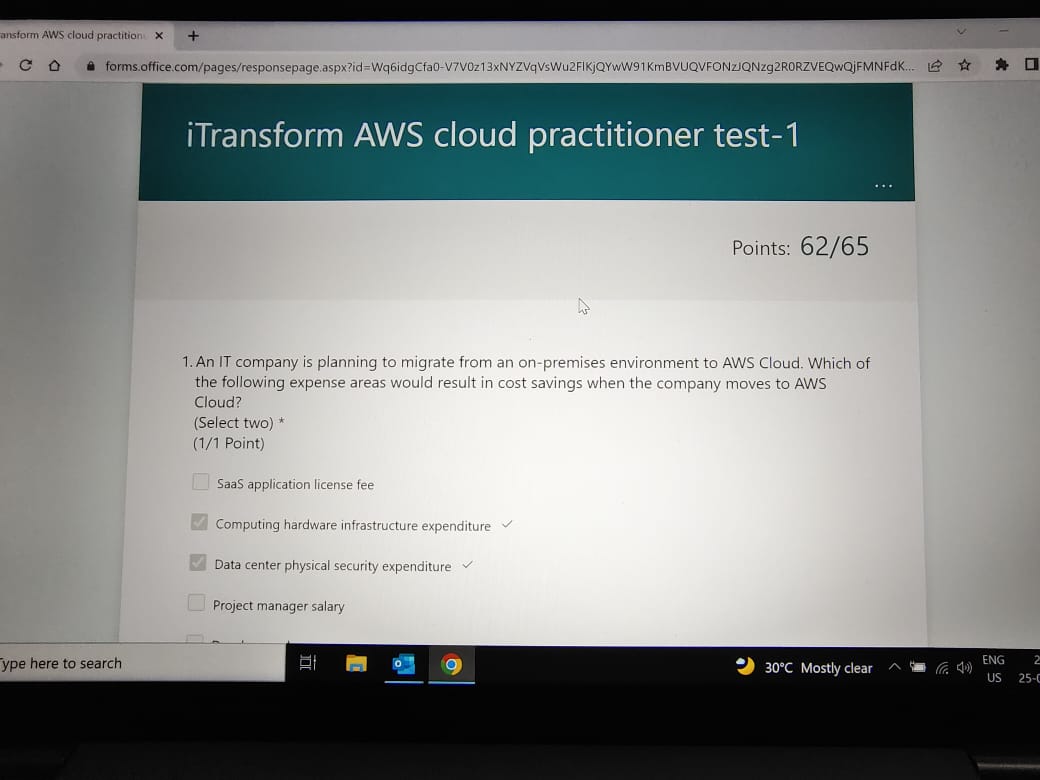 ansform AWS cloud practition
forms.office.com/pages/responsepage.aspx?id=Wq6idgCfa0-V7V0z13xNYZVqVsWu2FlKjQYwW91KmBVUQVFONzJQNzg2R0RZVEQwQjFMNFdK...
iTransform AWS cloud practitioner test-1
...
Points: 62/65
1. An IT company is planning to migrate from an on-premises environment to AWS Cloud. Which of
the following expense areas would result in cost savings when the company moves to AWS
Cloud?
(Select two) *
(1/1 Point)
SaaS application license fee
Computing hardware infrastructure expenditure
Data center physical security expenditure
Project manager salary
Type here to search
30°C Mostly clear
ENG
US
25-0